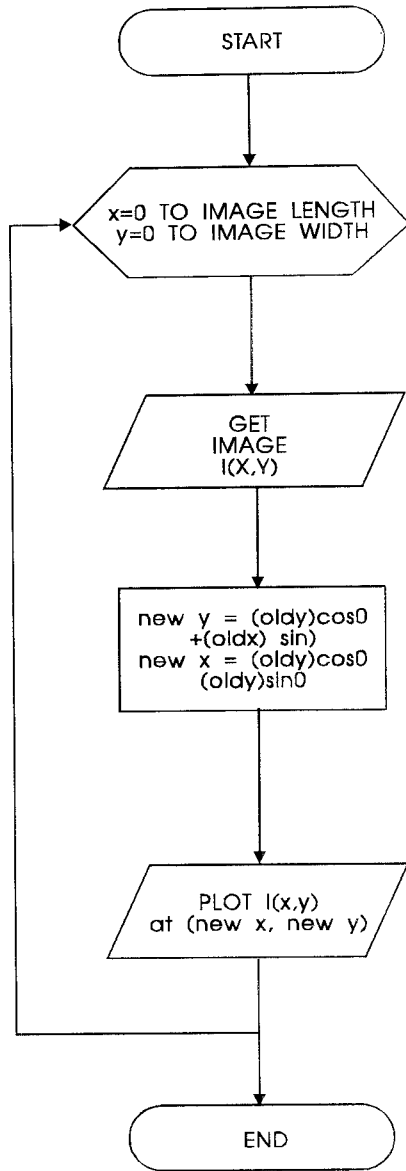 START
x=0 TO IMAGE LENGTH
y=0 TO IMAGE WIDTH
GET
IMAGE
I(X,Y)
new y = (oldy)cos0
+(oldx) sin)
new x = (oldy)cos0
(oldy)sin0
PLOT I(x,y)
at (new x, new y)
END